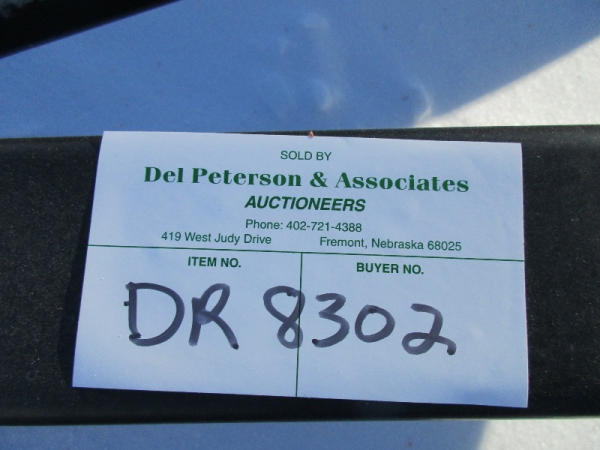 SOLD BY
Del Peterson & Associates
AUCTIONEERS
Phone: 402-721-4388
419 West Judy Drive Fremont, Nebraska 68025
ITEM NO. BUYER NO.
DR 8302